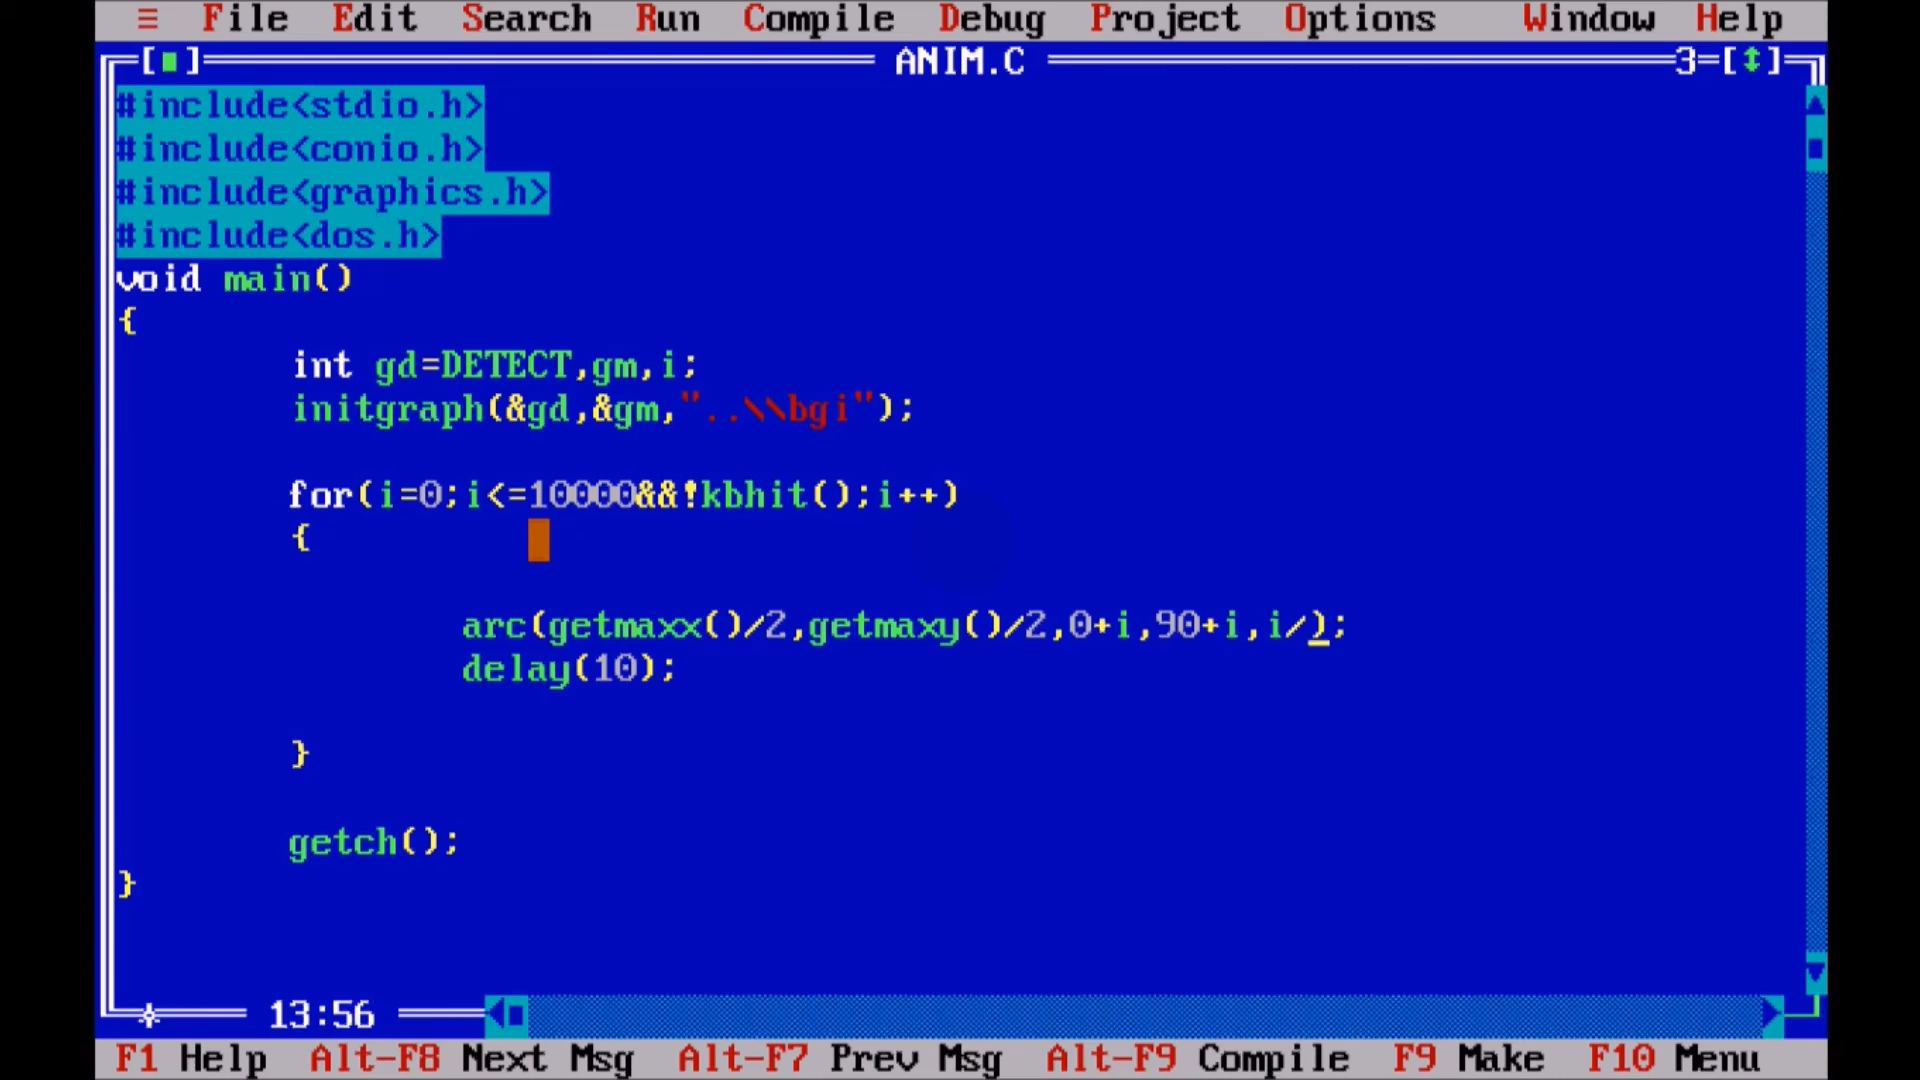 ≡ File Edit Search Run Compile Debug Project Options Window Help
[■] ANIM.C 3=[↕]
#include<stdio.h>
#include<conio.h>
#include<graphics.h>
#include<dos.h>
void main()
{
int gd=DETECT,gm,i;
initgraph(&gd,&gm,"..\\bgi");
for(i=0;i<=10000&&!kbhit();i++)
{
arc(getmaxx()/2,getmaxy()/2,0+i,90+i,i/);
delay(10);
}
getch();
}
13:56
F1 Help Alt-F8 Next Msg Alt-F7 Prev Msg Alt-F9 Compile F9 Make F10 Menu